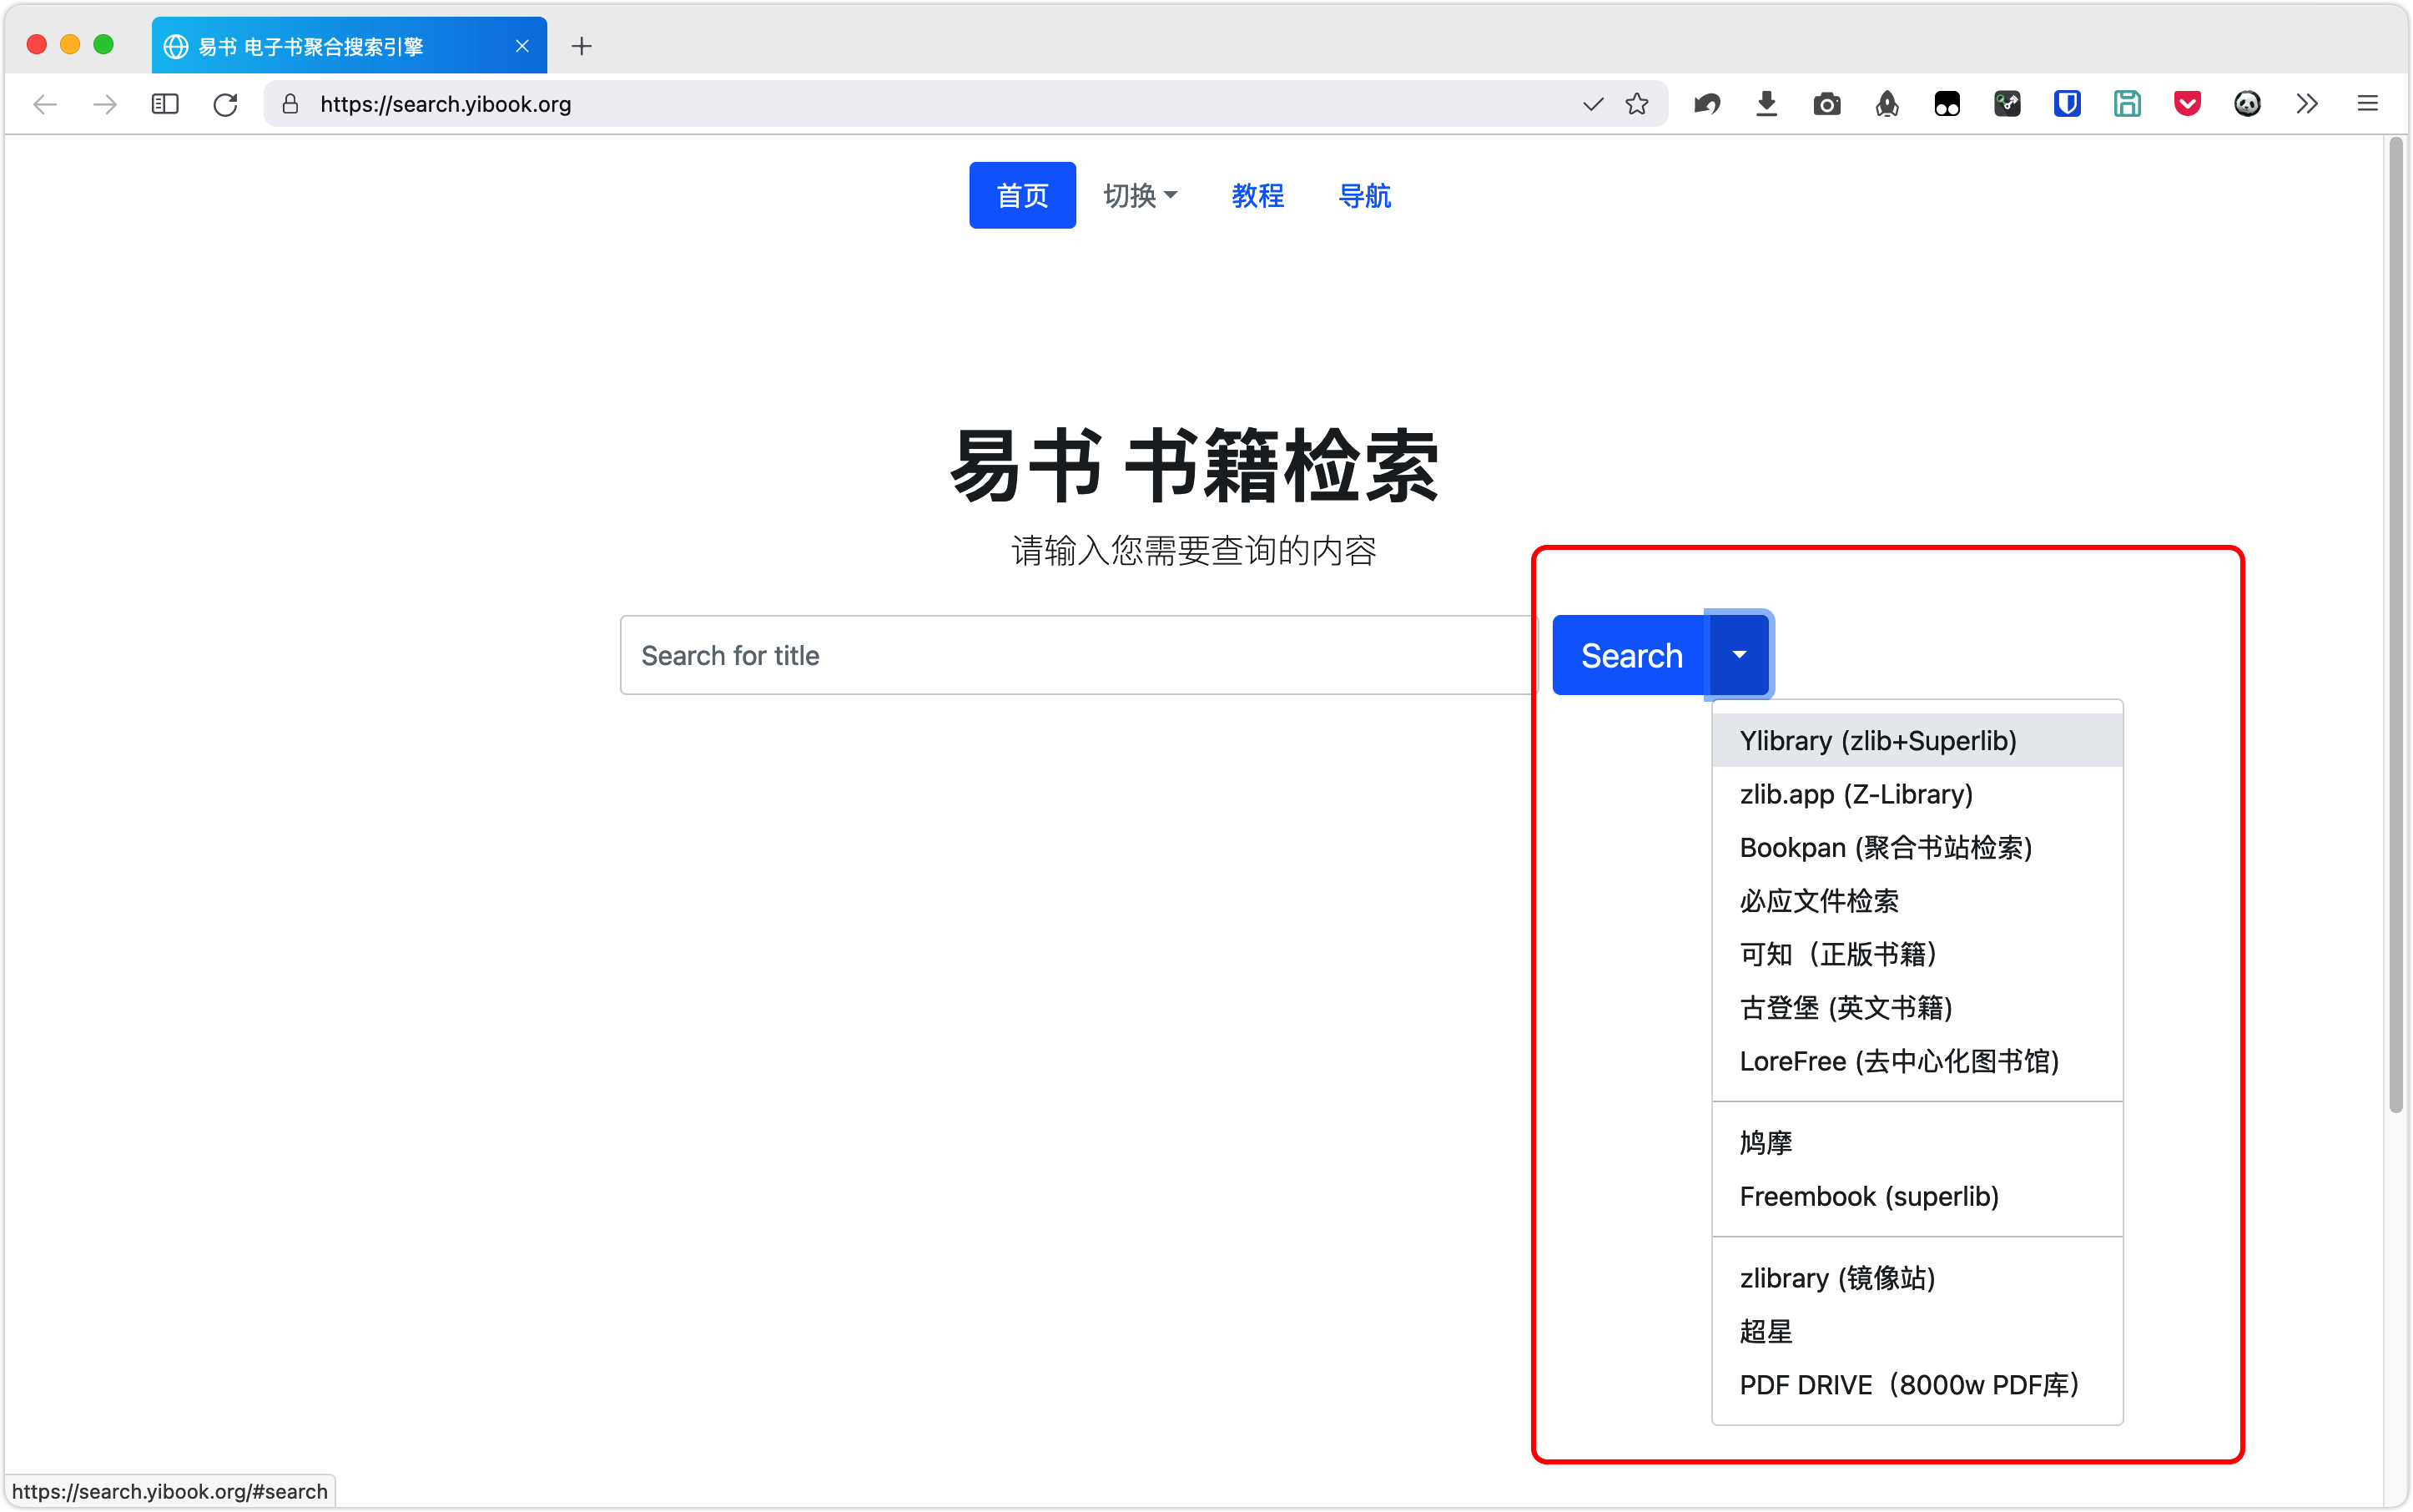 易书 电子书聚合搜索引擎
https://search.yibook.org
首页 切换 教程 导航
易书 书籍检索
请输入您需要查询的内容
Search for title
Search
Ylibrary (zlib+Superlib)
zlib.app (Z-Library)
Bookpan (聚合书站检索)
必应文件检索
可知（正版书籍）
古登堡 (英文书籍)
LoreFree (去中心化图书馆)
鸠摩
Freembook (superlib)
zlibrary (镜像站)
超星
PDF DRIVE（8000w PDF库）
https://search.yibook.org/#search